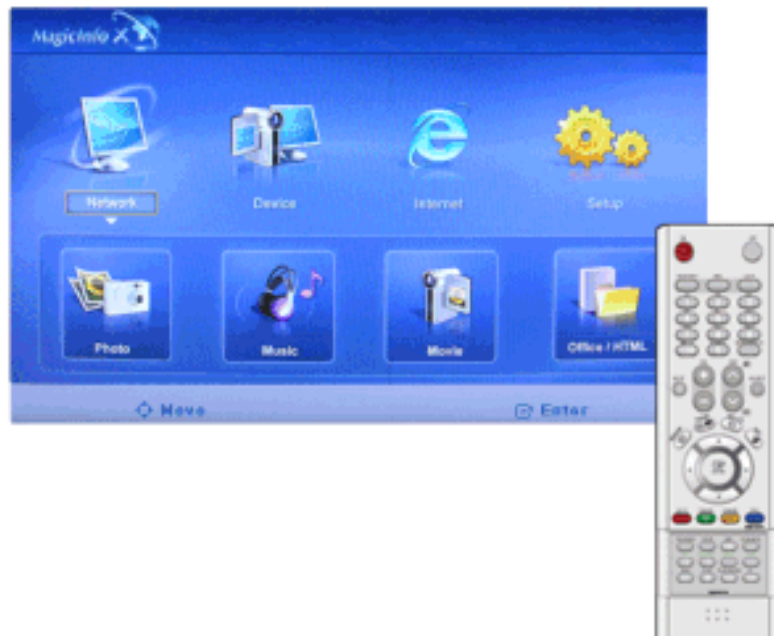 MagicInfo X
Network Device Internet Setup
Photo Music Movie Office / HTML
Move Enter